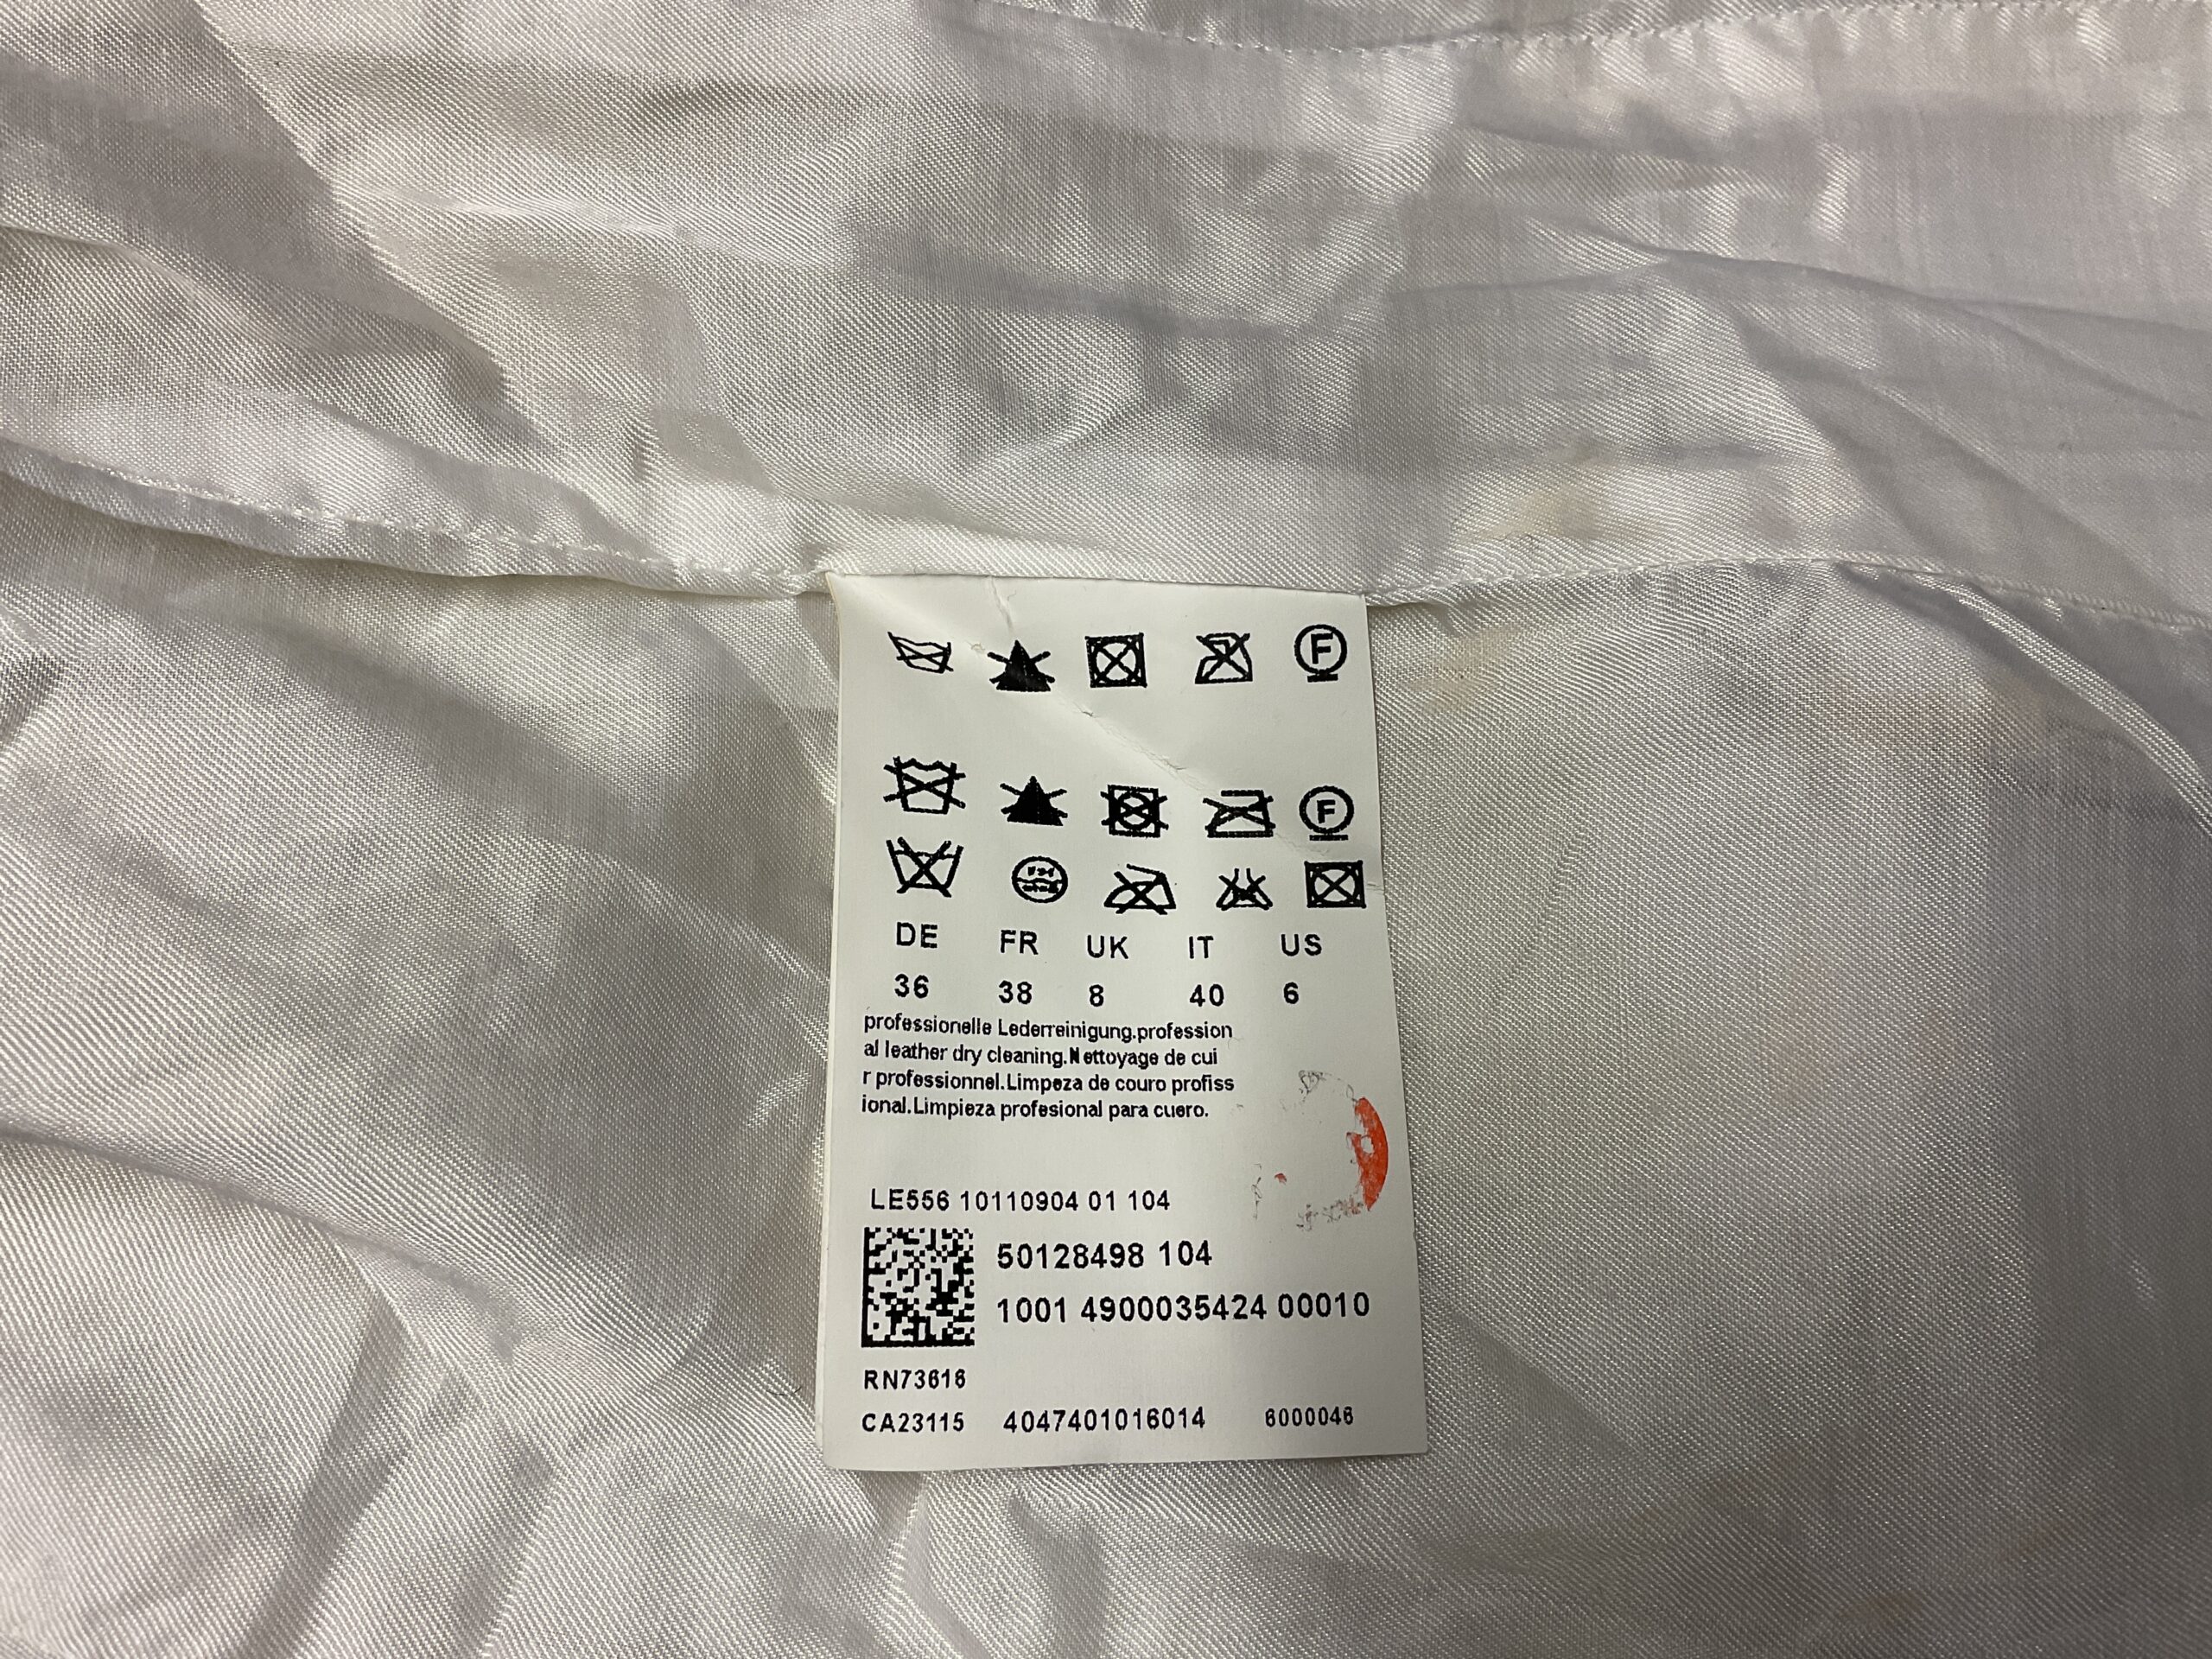 F
F
DE FR UK IT US
36 38 8 40 6
professionelle Lederreinigung.profession
al leather dry cleaning.Nettoyage de cui
r professionnel.Limpeza de couro profiss
ional.Limpieza profesional para cuero.
LE556 10110904 01 104
50128498 104
1001 4900035424 00010
RN73616
CA23115 4047401016014 6000046